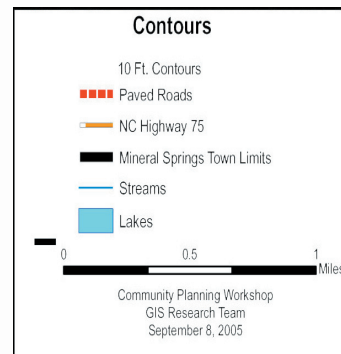 Contours
10 Ft. Contours
Paved Roads
NC Highway 75
Mineral Springs Town Limits
Streams
Lakes
0 0.5 1
Miles
Community Planning Workshop
GIS Research Team
September 8, 2005